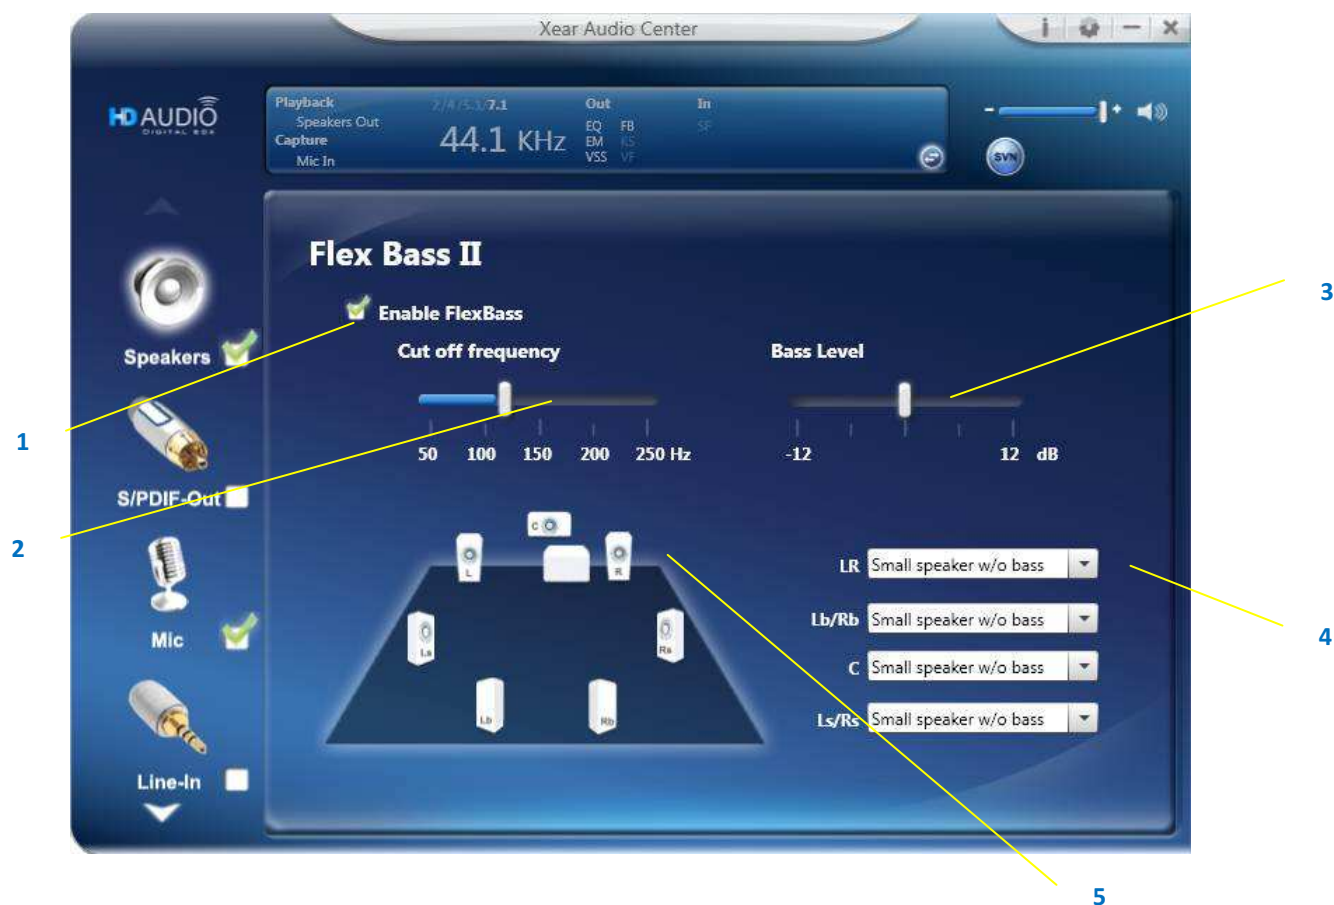 Xear Audio Center
i
HD AUDIO
DIGITAL BOX
Playback
Speakers Out
Capture
Mic In
2/4/5.1/7.1
44.1 KHz
Out
EQ FB
EM KS
VSS VF
In
SF
- +
SVN
Flex Bass II
Enable FlexBass
Cut off frequency
50 100 150 200 250 Hz
Bass Level
-12 12 dB
Speakers
S/PDIF-Out
Mic
Line-In
C
L
R
Ls
Rs
Lb
Rb
LR Small speaker w/o bass
Lb/Rb Small speaker w/o bass
C Small speaker w/o bass
Ls/Rs Small speaker w/o bass
1
2
3
4
5